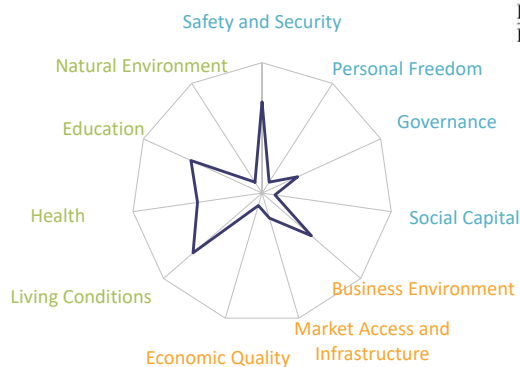 Safety and Security
Natural Environment
Personal Freedom
Education
Governance
Health
Social Capital
Living Conditions
Business Environment
Market Access and
Infrastructure
Economic Quality